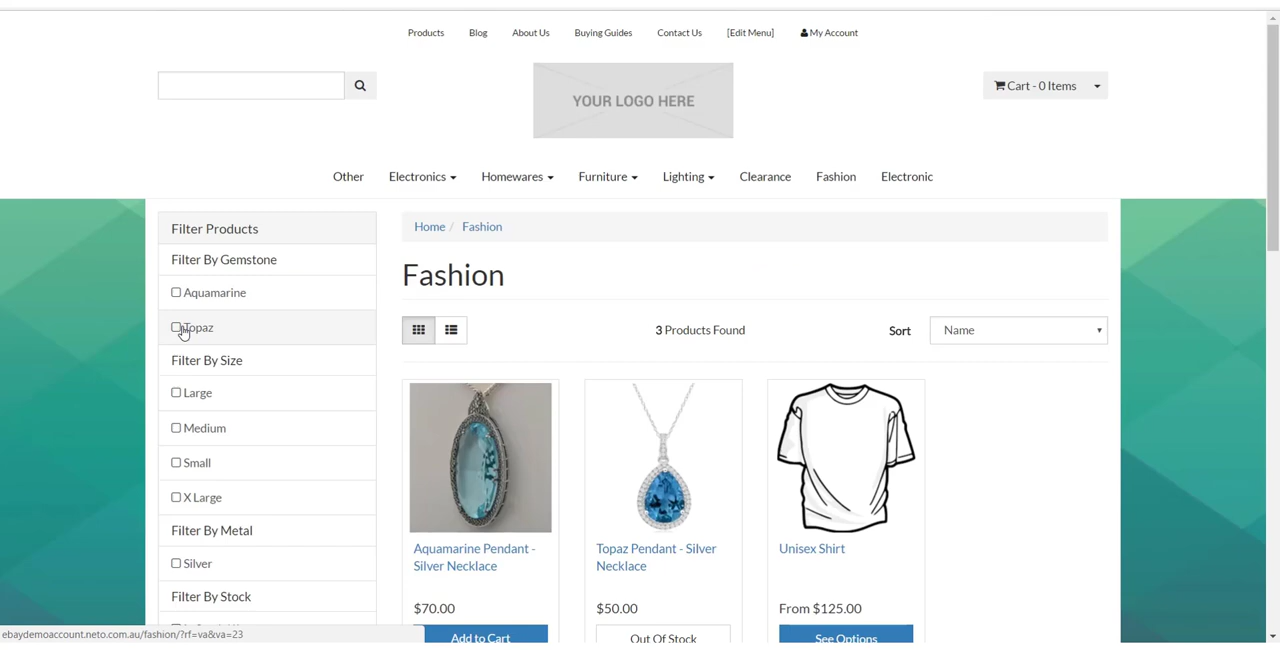 Products Blog About Us Buying Guides Contact Us [Edit Menu] My Account
YOUR LOGO HERE
Cart - 0 Items
Other Electronics Homewares Furniture Lighting Clearance Fashion Electronic
Filter Products
Filter By Gemstone
Aquamarine
Topaz
Filter By Size
Large
Medium
Small
X Large
Filter By Metal
Silver
Filter By Stock
Home / Fashion
Fashion
3 Products Found
Sort Name
Aquamarine Pendant -
Silver Necklace
$70.00
Add to Cart
Topaz Pendant - Silver
Necklace
$50.00
Out Of Stock
Unisex Shirt
From $125.00
See Options
ebaydemoaccount.neto.com.au/fashion/?rf=va&va=23